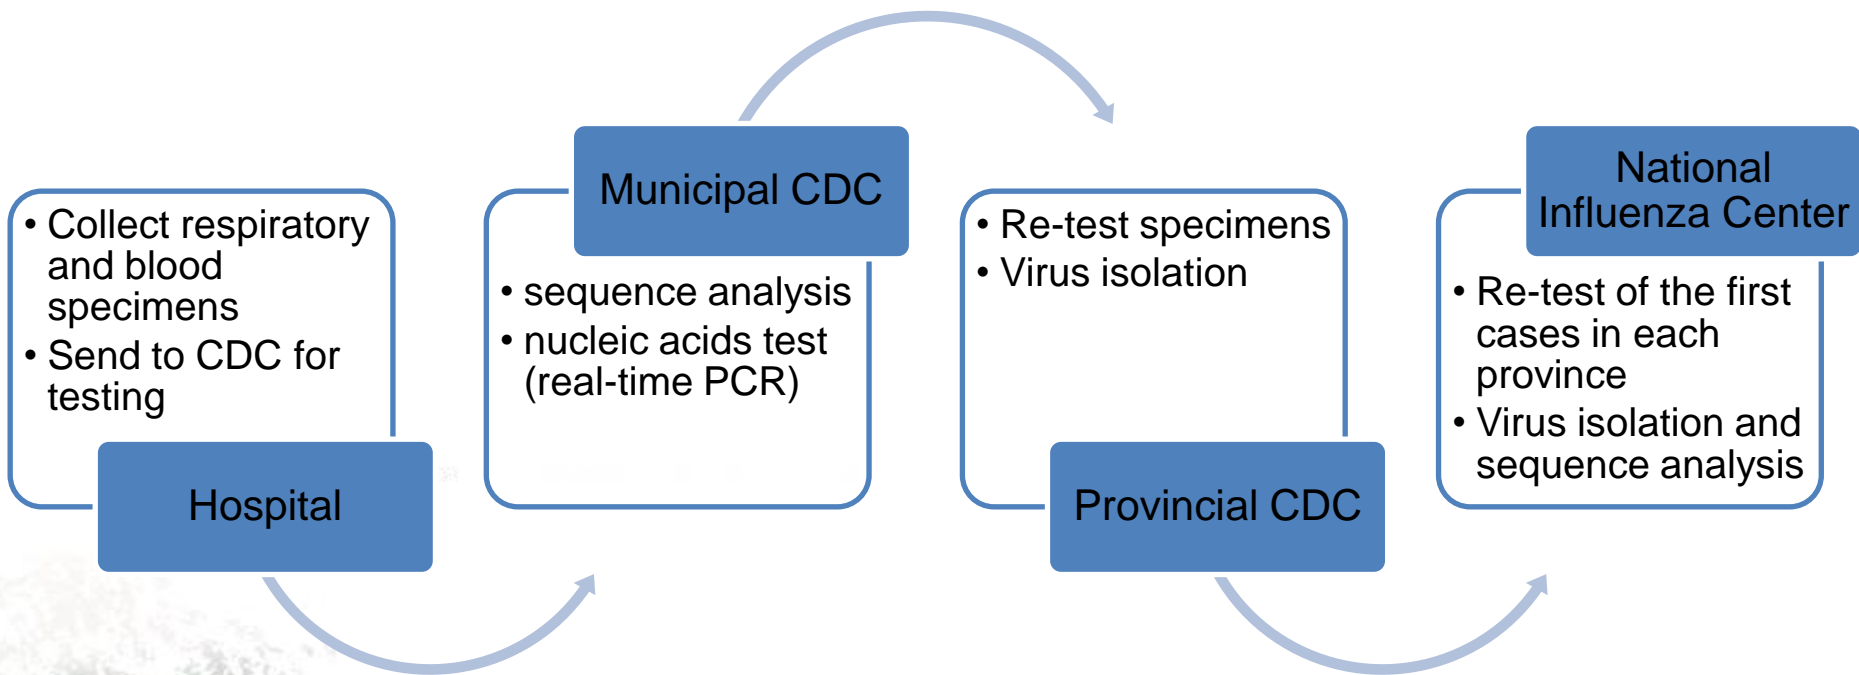 • Collect respiratory
and blood
specimens
• Send to CDC for
testing
Hospital
Municipal CDC
• sequence analysis
• nucleic acids test
(real-time PCR)
• Re-test specimens
• Virus isolation
Provincial CDC
National
Influenza Center
• Re-test of the first
cases in each
province
• Virus isolation and
sequence analysis